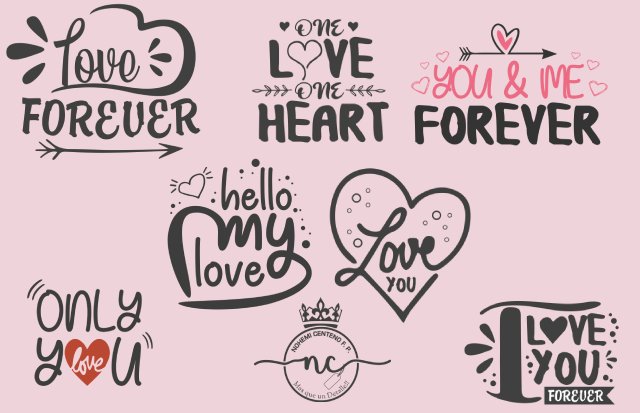 Love
FOREVER
ONE
LOVE
ONE
HEART
YOU & ME
FOREVER
hello
my
love
Love
YOU
ONLY
YOU
love
NOHEMI CENTENO F. P.
nc
Mas que un Detalle!!
I LOVE
YOU
FOREVER